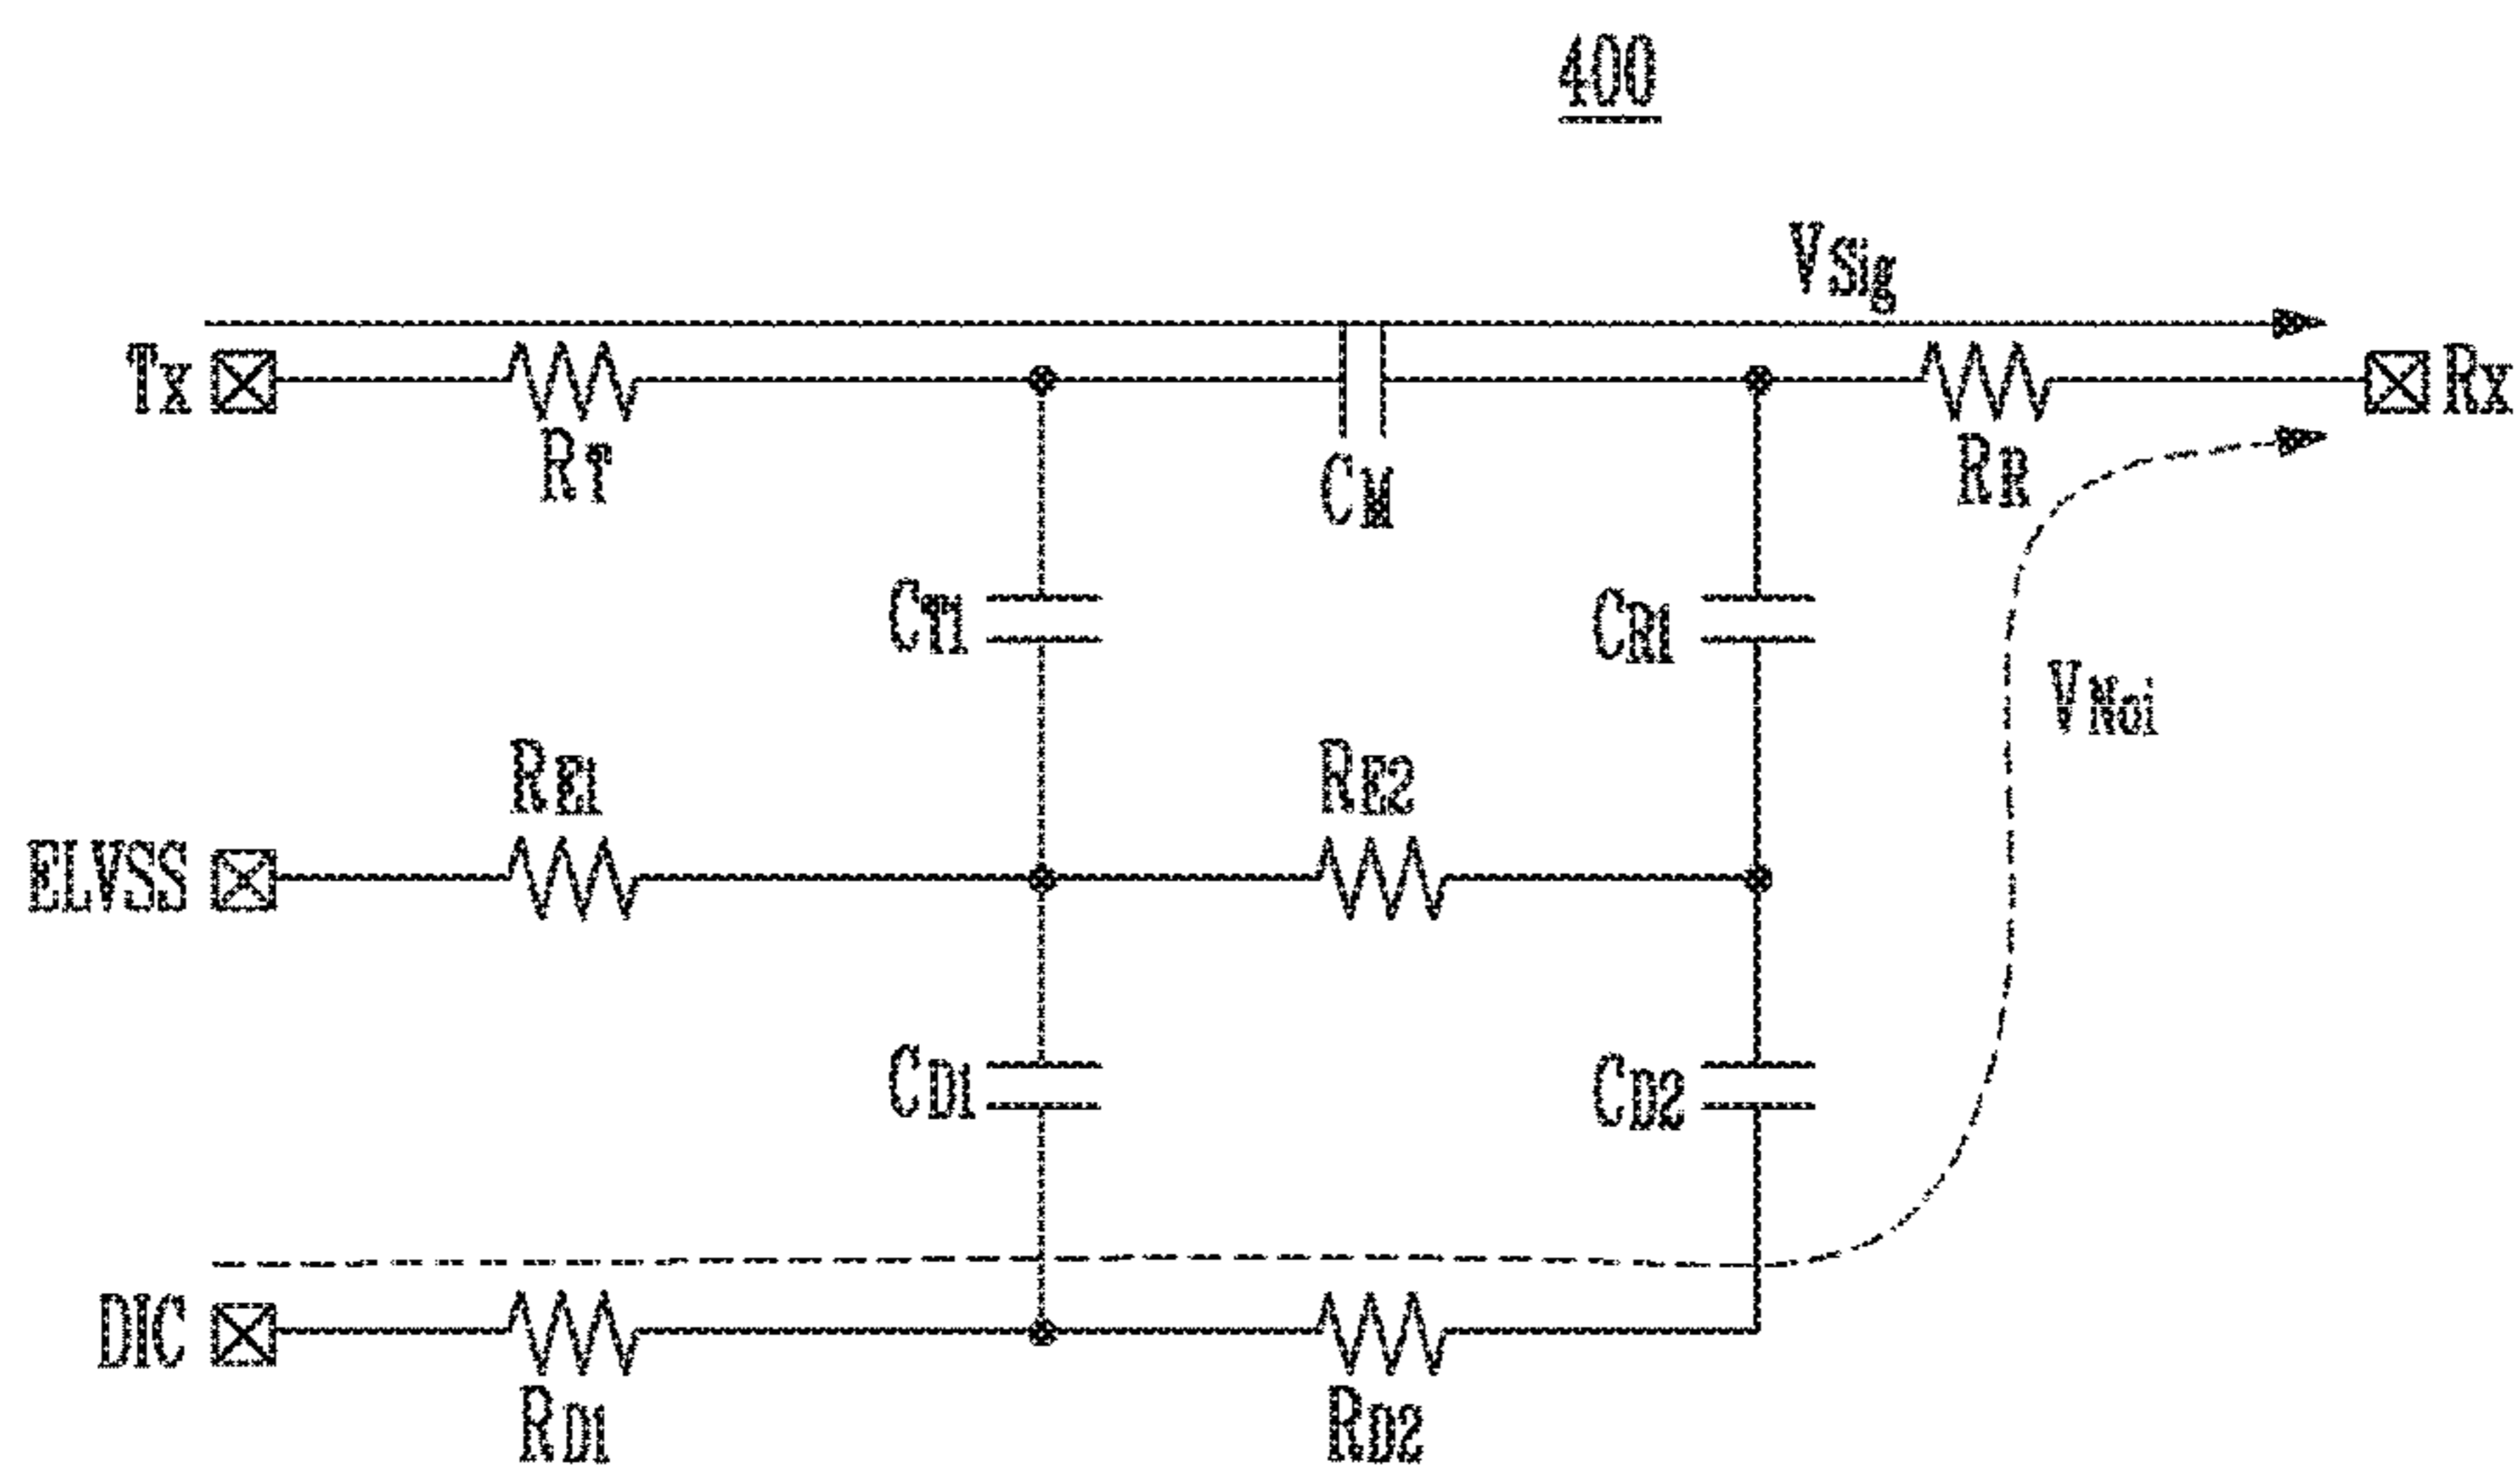 400
VSig
Tx
Rx
RT
CM
RR
CT1
CR1
VNoi
RE1
RE2
ELVSS
CD1
CD2
DIC
RD1
RD2